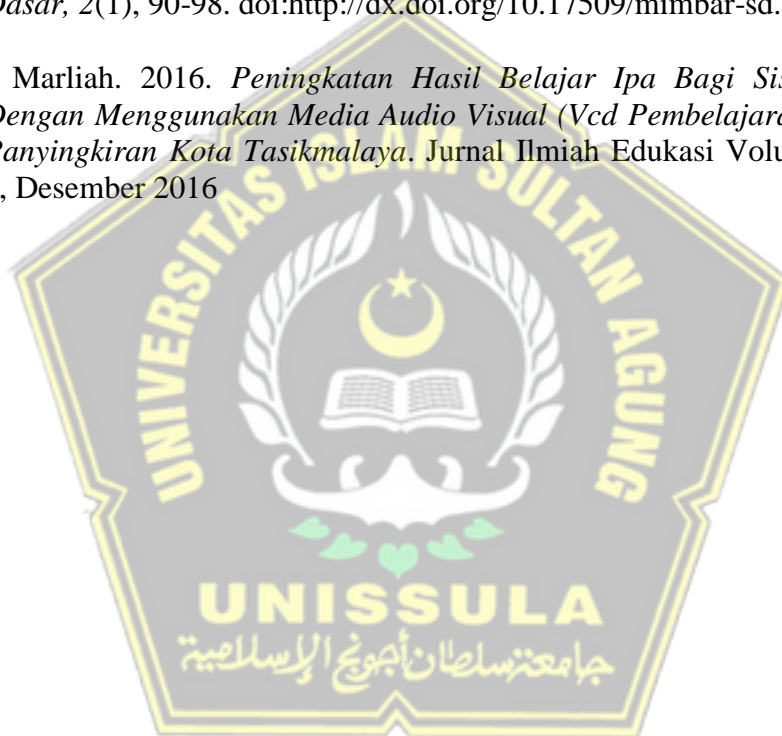 Dasar, 2(1), 90-98. doi:http://dx.doi.org/10.17509/mimbar-sd.
Marliah. 2016. Peningkatan Hasil Belajar Ipa Bagi Sis
Dengan Menggunakan Media Audio Visual (Vcd Pembelajara
Panyingkiran Kota Tasikmalaya. Jurnal Ilmiah Edukasi Volu
, Desember 2016
UNIVERSITAS ISLAM SULTAN AGUNG
UNISSULA
جامعة سلطان أجونج الإسلامية